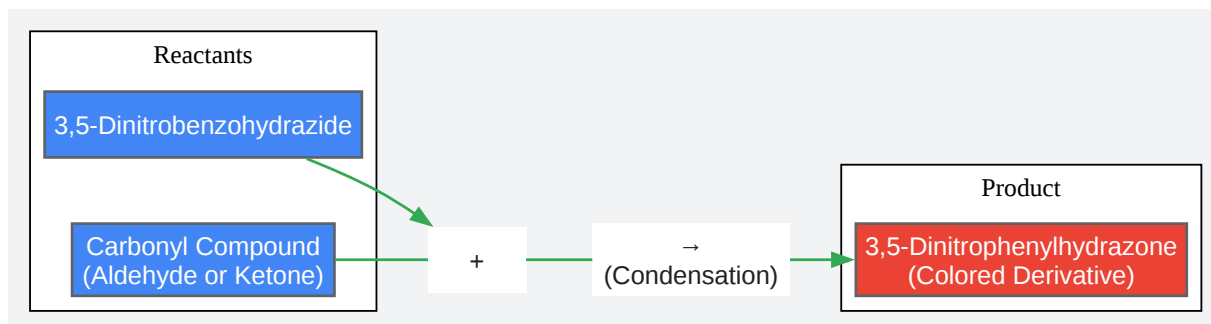 Reactants
3,5-Dinitrobenzohydrazide
Carbonyl Compound
(Aldehyde or Ketone)
+
→
(Condensation)
Product
3,5-Dinitrophenylhydrazone
(Colored Derivative)